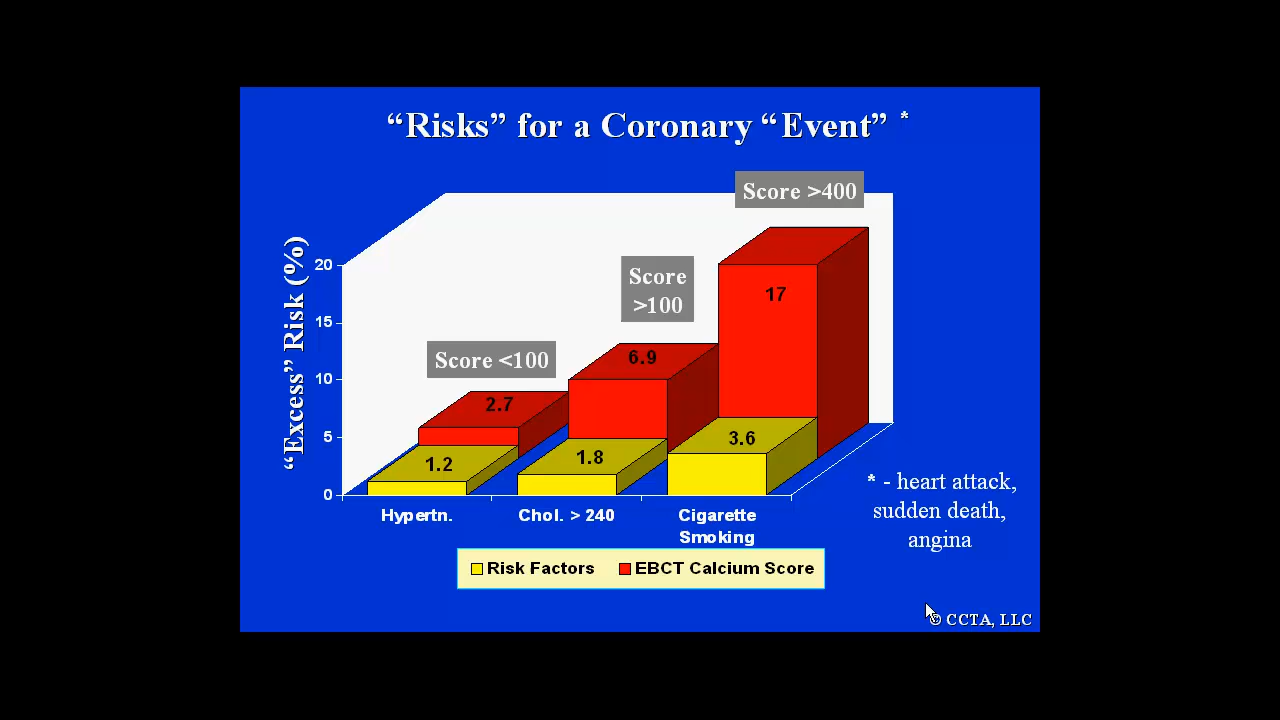 “Risks” for a Coronary “Event” *
Score >400
Score
>100
Score <100
“Excess” Risk (%)
20
15
10
5
0
2.7
6.9
17
1.2
1.8
3.6
Hypertn.
Chol. > 240
Cigarette
Smoking
* - heart attack,
sudden death,
angina
Risk Factors
EBCT Calcium Score
© CCTA, LLC